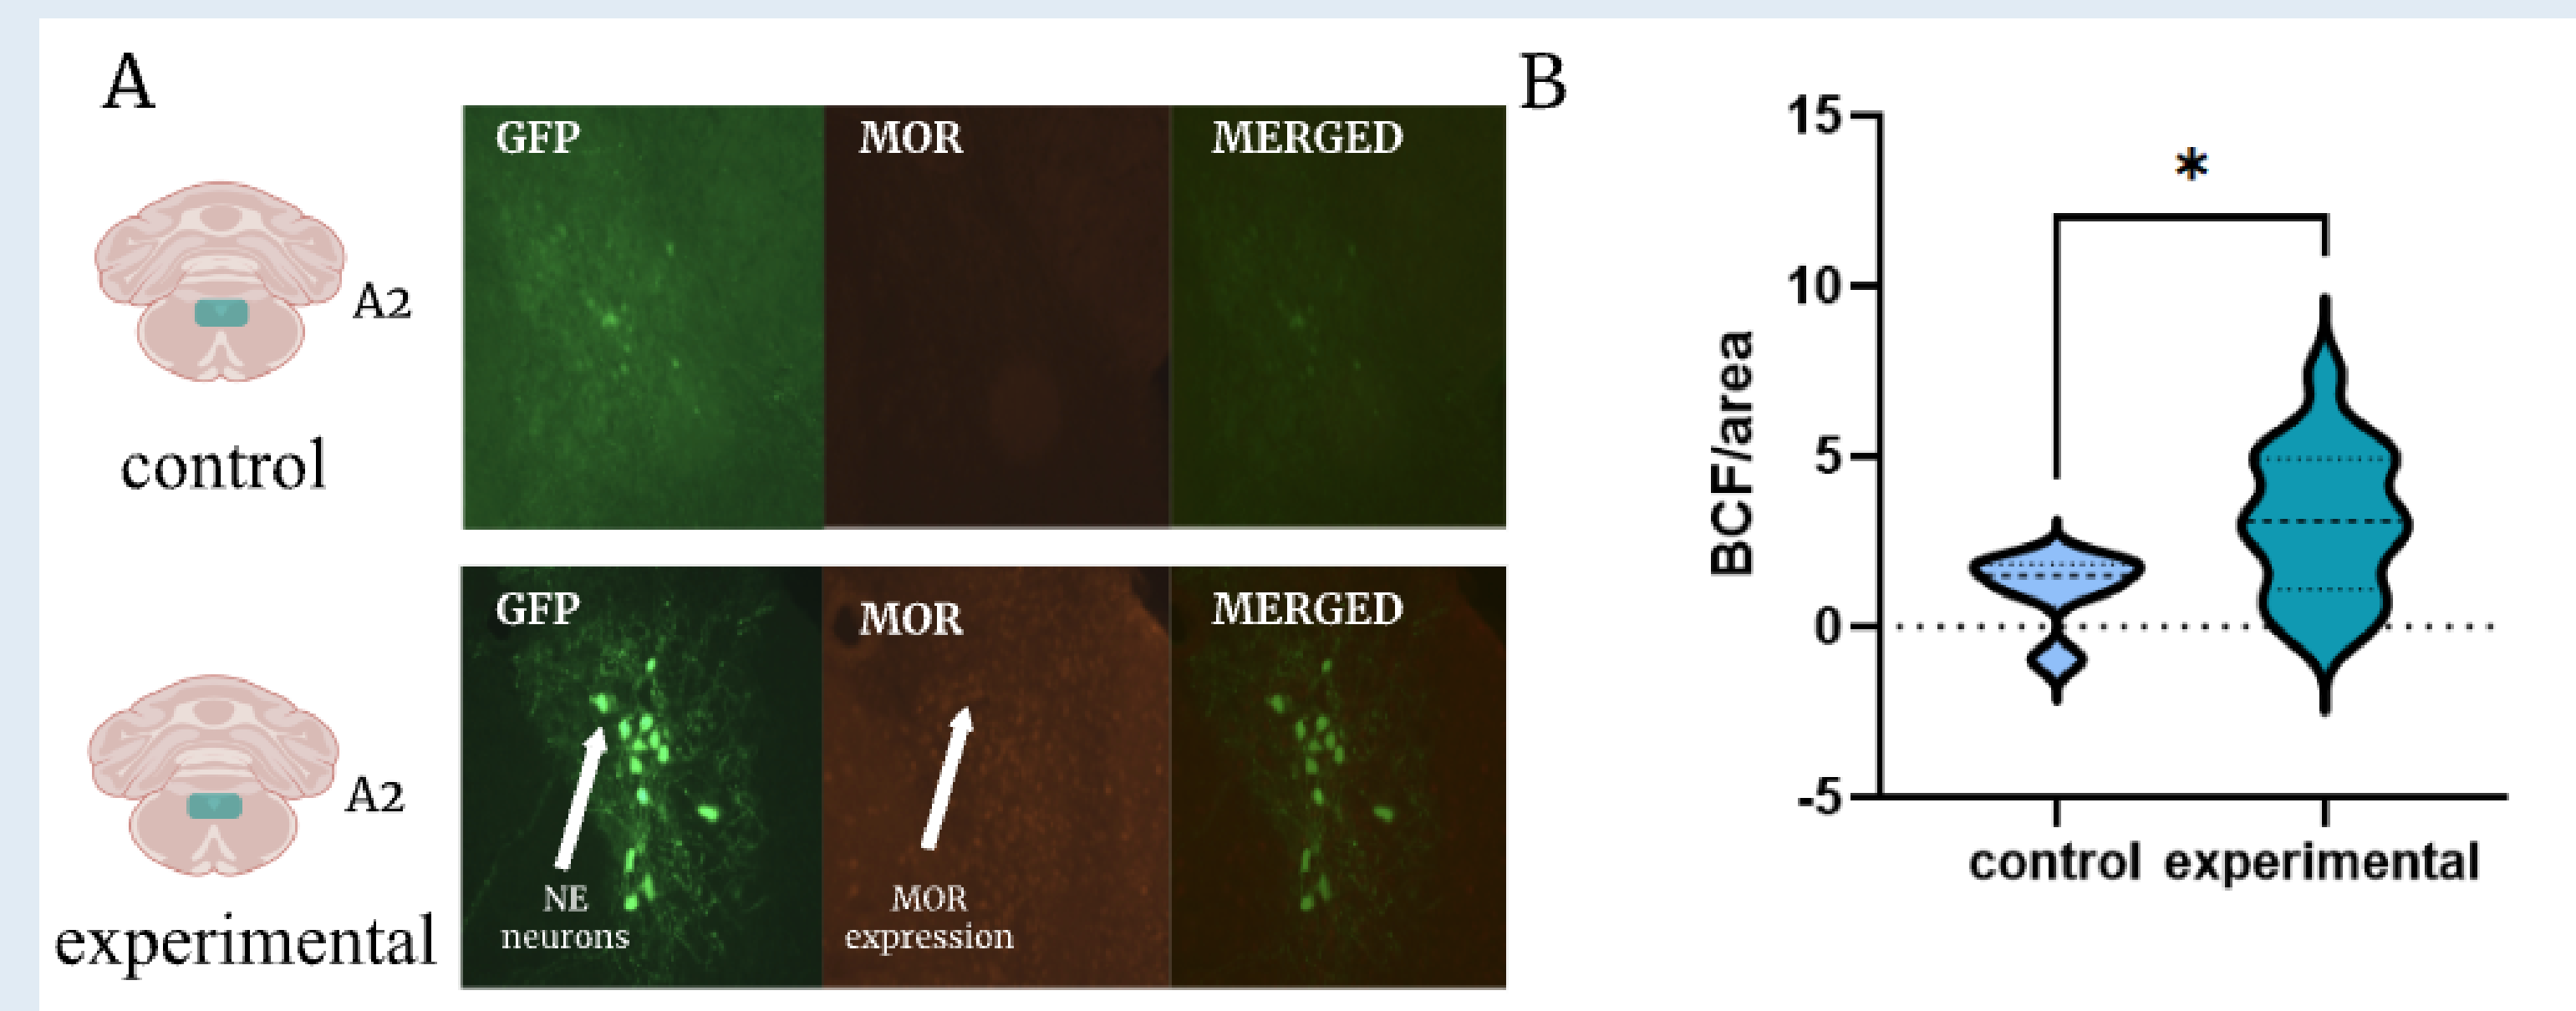 A
GFP
MOR
MERGED
A2
control
GFP
MOR
MERGED
A2
experimental
NE
neurons
MOR
expression
B
15
10
5
0
-5
BCF/area
*
control
experimental